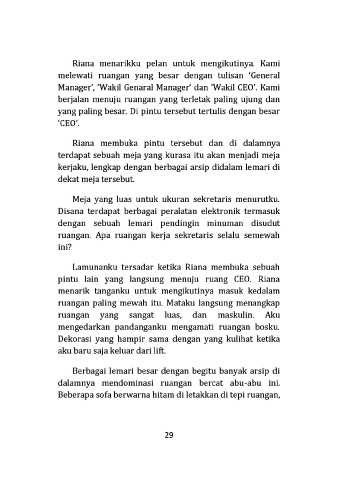 Riana menarikku pelan untuk mengikutinya. Kami
melewati ruangan yang besar dengan tulisan 'General
Manager', 'Wakil Genaral Manager' dan 'Wakil CEO'. Kami
berjalan menuju ruangan yang terletak paling ujung dan
yang paling besar. Di pintu tersebut tertulis dengan besar
'CEO'.
Riana membuka pintu tersebut dan di dalamnya
terdapat sebuah meja yang kurasa itu akan menjadi meja
kerjaku, lengkap dengan berbagai arsip didalam lemari di
dekat meja tersebut.
Meja yang luas untuk ukuran sekretaris menurutku.
Disana terdapat berbagai peralatan elektronik termasuk
dengan sebuah lemari pendingin minuman disudut
ruangan. Apa ruangan kerja sekretaris selalu semewah
ini?
Lamunanku tersadar ketika Riana membuka sebuah
pintu lain yang langsung menuju ruang CEO. Riana
menarik tanganku untuk mengikutinya masuk kedalam
ruangan paling mewah itu. Mataku langsung menangkap
ruangan yang sangat luas, dan maskulin. Aku
mengedarkan pandanganku mengamati ruangan bosku.
Dekorasi yang hampir sama dengan yang kulihat ketika
aku baru saja keluar dari lift.
Berbagai lemari besar dengan begitu banyak arsip di
dalamnya mendominasi ruangan bercat abu-abu ini.
Beberapa sofa berwarna hitam di letakkan di tepi ruangan,
29